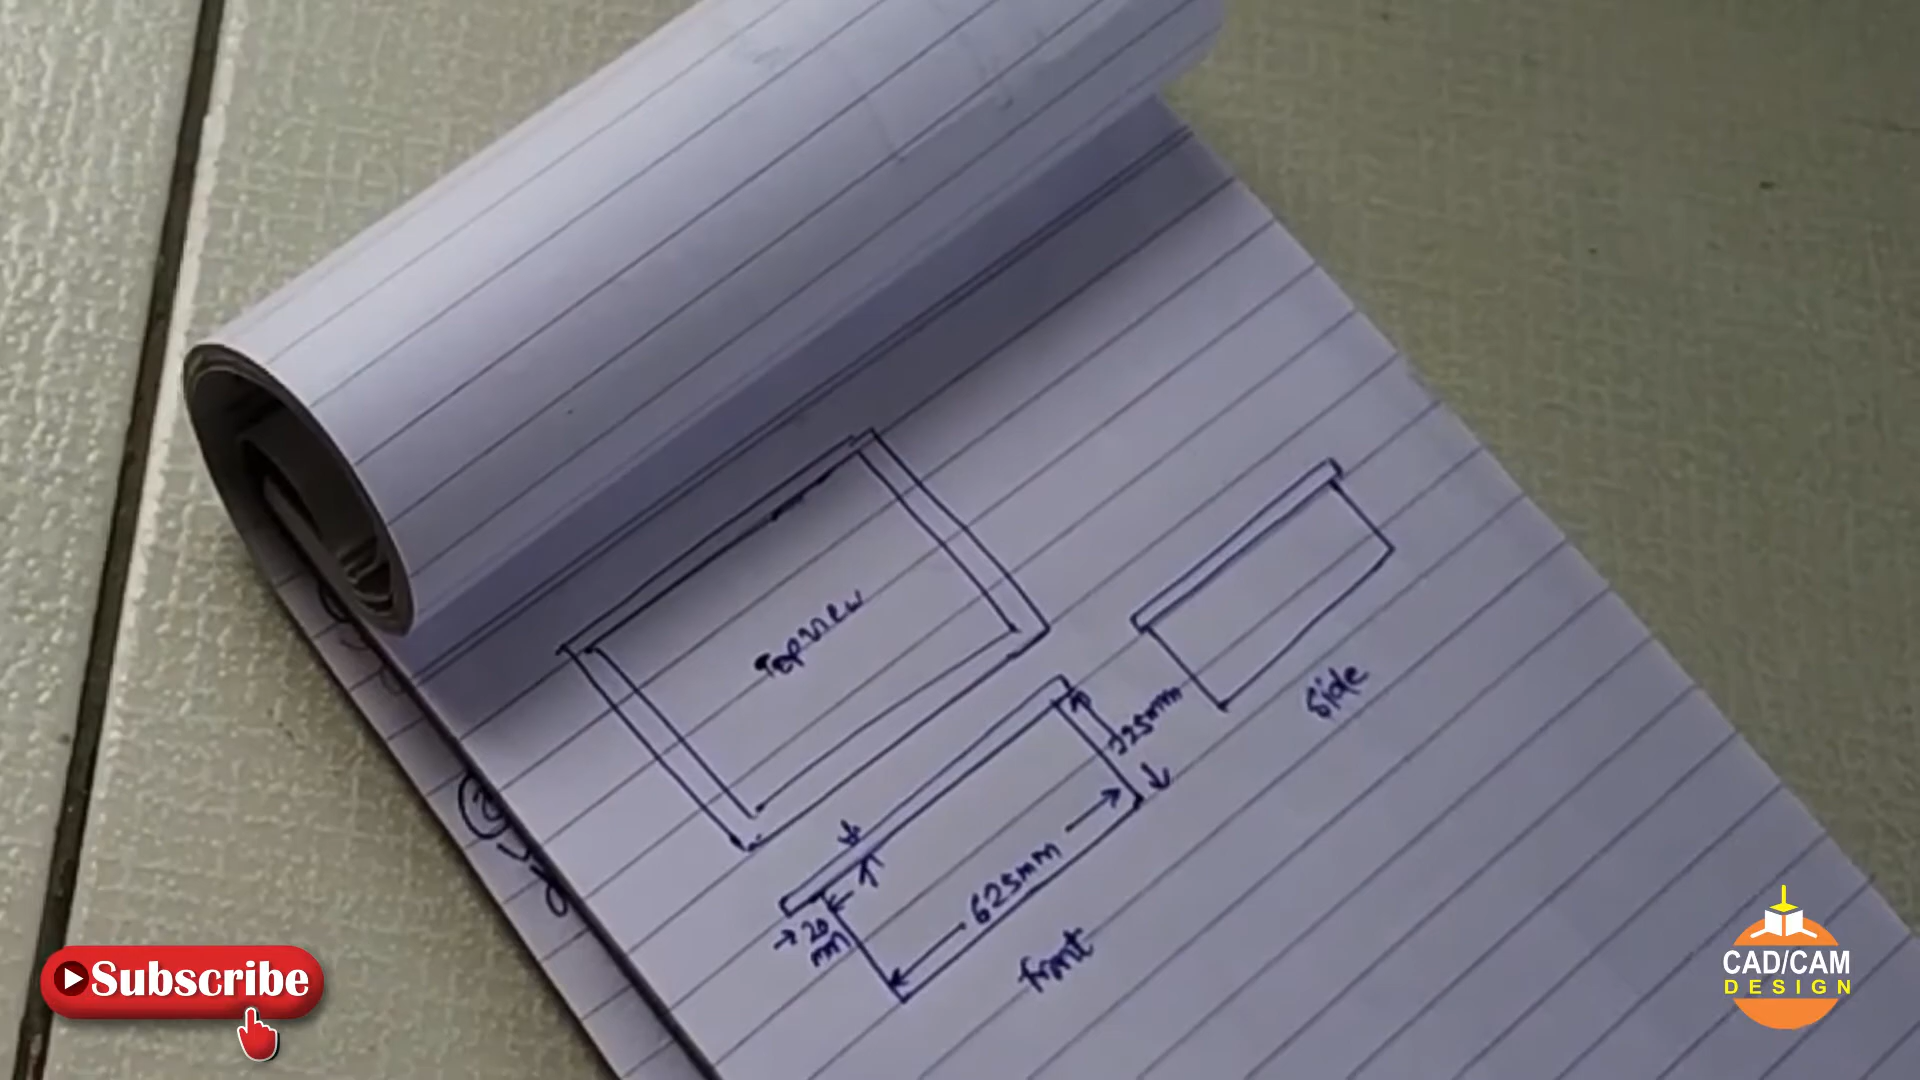 Top view
225mm
Side
625mm
20
mm
front
Subscribe
CAD/CAM
DESIGN